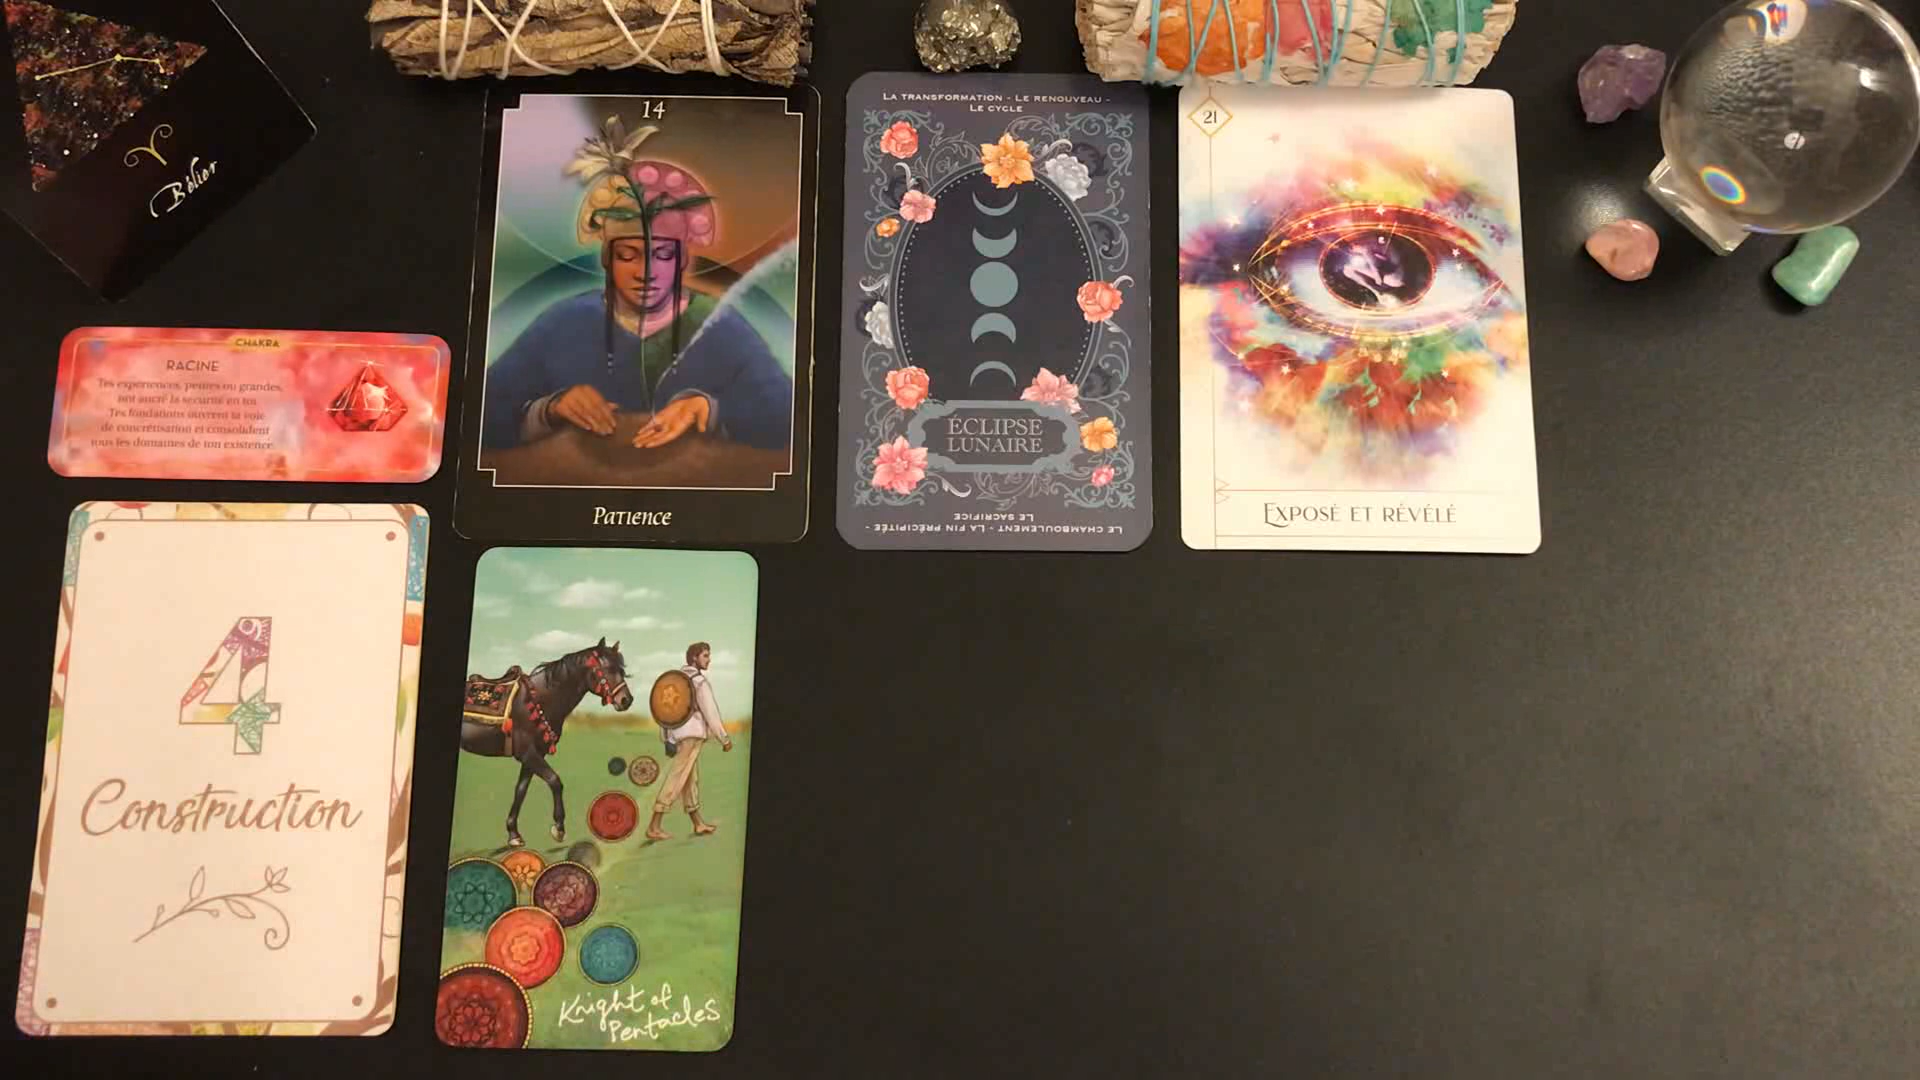 Bélier
CHAKRA
RACINE
Tes expériences, petites ou grandes,
ont ancré la sécurité en toi.
Tes fondations ouvrent la voie
de concrétisation et consolident
tous les domaines de ton existence.
14
Patience
LA TRANSFORMATION - LE RENOUVEAU -
LE CYCLE
ECLIPSE
LUNAIRE
LE CHAMBOULEMENT - LA FIN PRÉCIPITÉE -
LE SACRIFICE
21
EXPOSÉ ET RÉVÉLÉ
4
Construction
Knight of
Pentacles